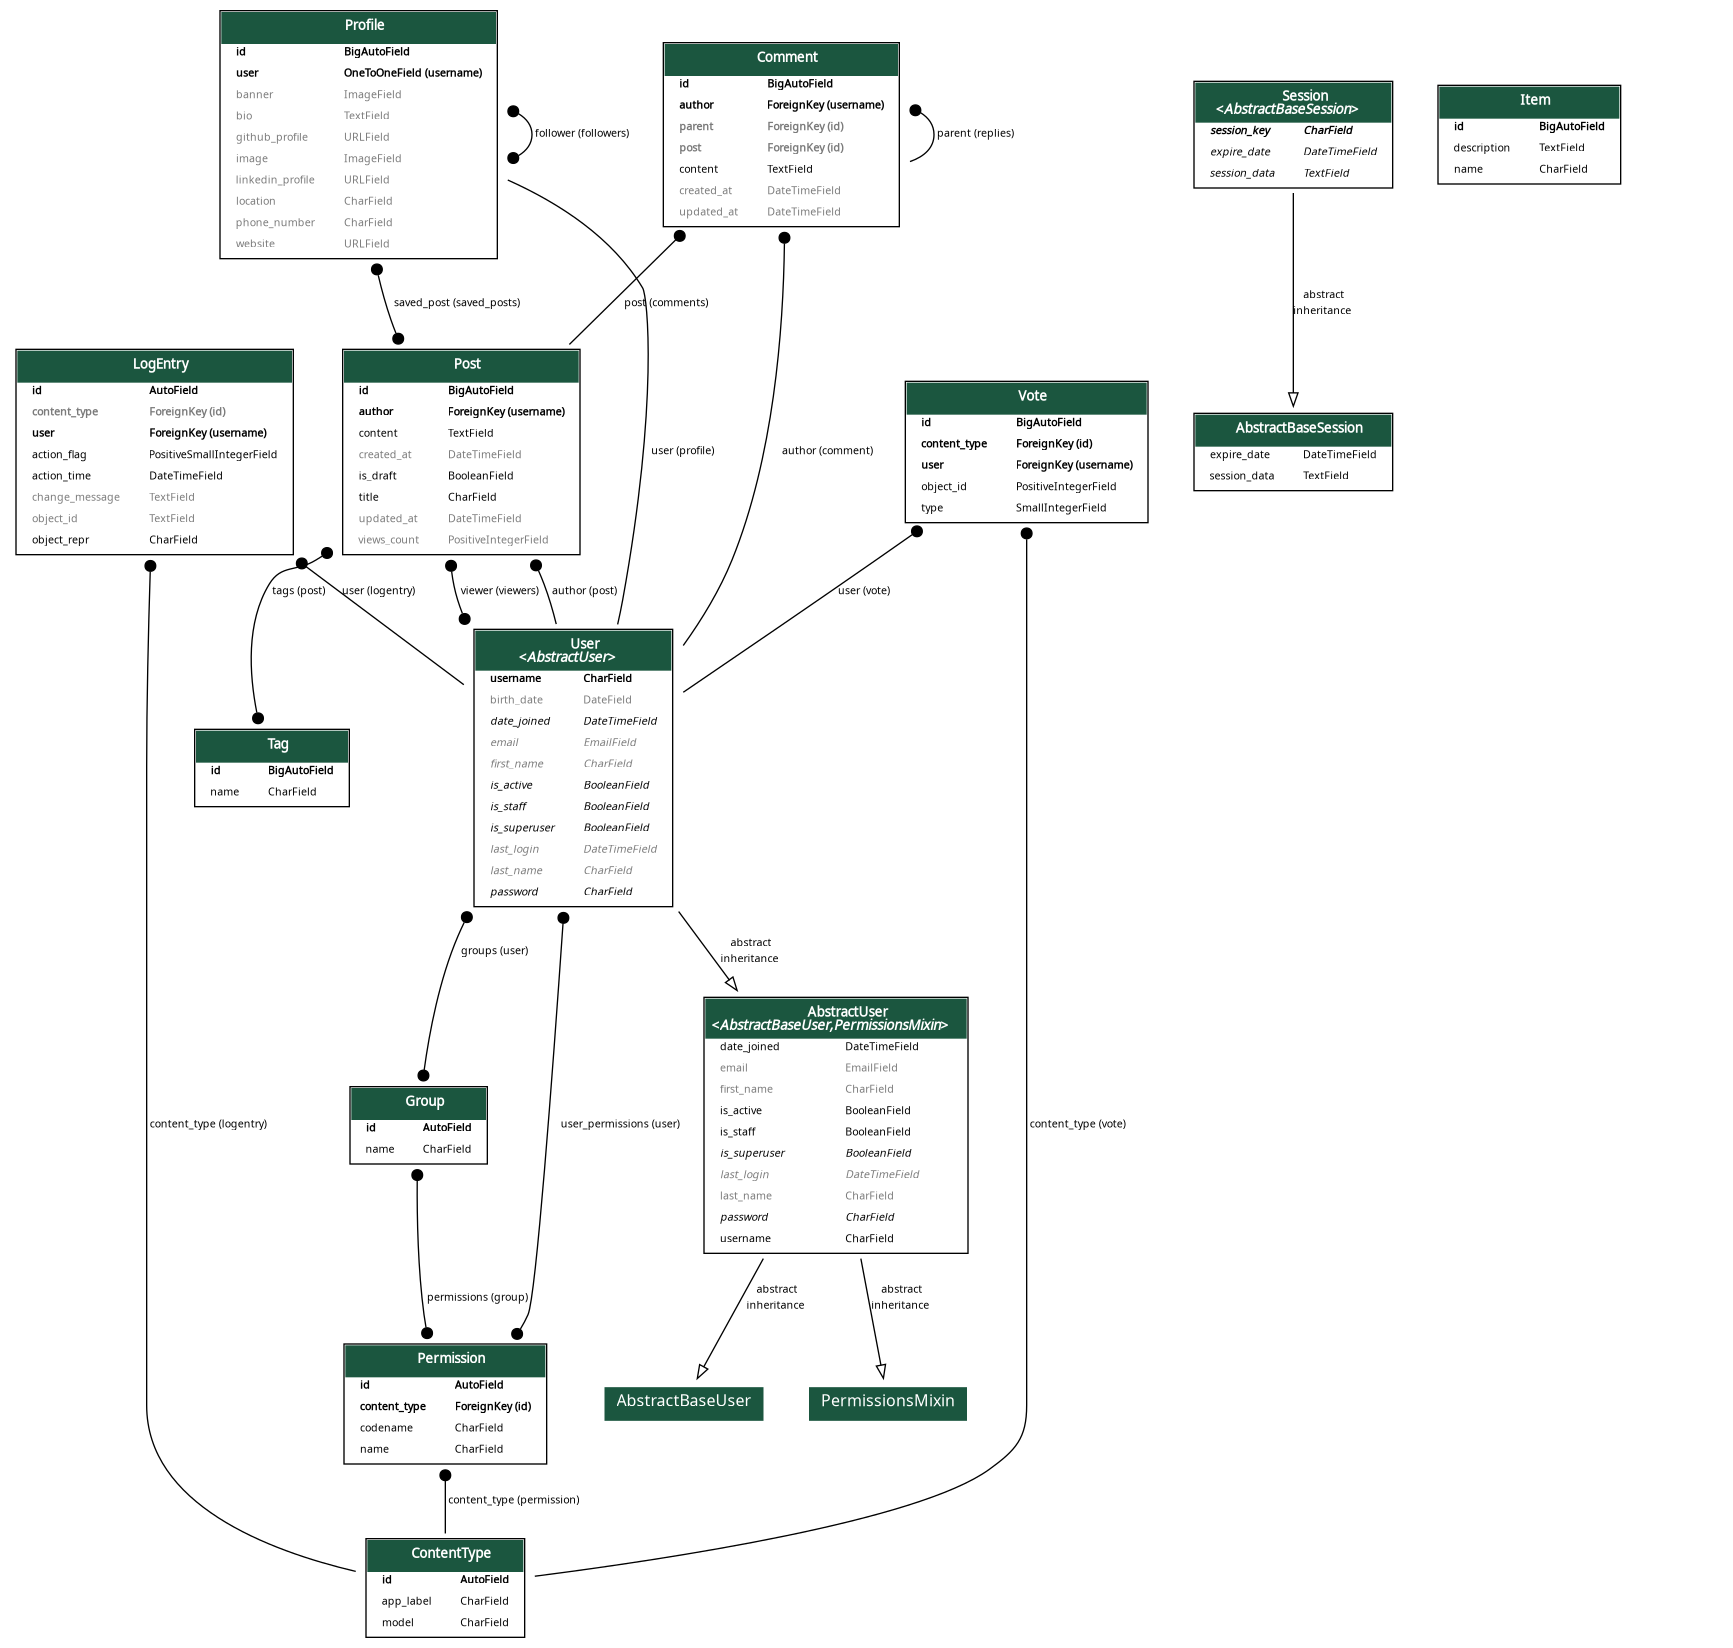 Profile
id BigAutoField
user OneToOneField (username)
banner ImageField
bio TextField
github_profile URLField
image ImageField
linkedin_profile URLField
location CharField
phone_number CharField
website URLField
follower (followers)
Comment
id BigAutoField
author ForeignKey (username)
parent ForeignKey (id)
post ForeignKey (id)
content TextField
created_at DateTimeField
updated_at DateTimeField
parent (replies)
Session
<AbstractBaseSession>
session_key CharField
expire_date DateTimeField
session_data TextField
Item
id BigAutoField
description TextField
name CharField
saved_post (saved_posts)
post (comments)
abstract
inheritance
LogEntry
id AutoField
content_type ForeignKey (id)
user ForeignKey (username)
action_flag PositiveSmallIntegerField
action_time DateTimeField
change_message TextField
object_id TextField
object_repr CharField
Post
id BigAutoField
author ForeignKey (username)
content TextField
created_at DateTimeField
is_draft BooleanField
title CharField
updated_at DateTimeField
views_count PositiveIntegerField
user (profile)
author (comment)
Vote
id BigAutoField
content_type ForeignKey (id)
user ForeignKey (username)
object_id PositiveIntegerField
type SmallIntegerField
AbstractBaseSession
expire_date DateTimeField
session_data TextField
tags (post)
user (logentry)
viewer (viewers)
author (post)
user (vote)
User
<AbstractUser>
username CharField
birth_date DateField
date_joined DateTimeField
email EmailField
first_name CharField
is_active BooleanField
is_staff BooleanField
is_superuser BooleanField
last_login DateTimeField
last_name CharField
password CharField
Tag
id BigAutoField
name CharField
groups (user)
abstract
inheritance
AbstractUser
<AbstractBaseUser,PermissionsMixin>
date_joined DateTimeField
email EmailField
first_name CharField
is_active BooleanField
is_staff BooleanField
is_superuser BooleanField
last_login DateTimeField
last_name CharField
password CharField
username CharField
Group
id AutoField
name CharField
content_type (logentry)
user_permissions (user)
content_type (vote)
permissions (group)
abstract
inheritance
abstract
inheritance
Permission
id AutoField
content_type ForeignKey (id)
codename CharField
name CharField
AbstractBaseUser
PermissionsMixin
content_type (permission)
ContentType
id AutoField
app_label CharField
model CharField